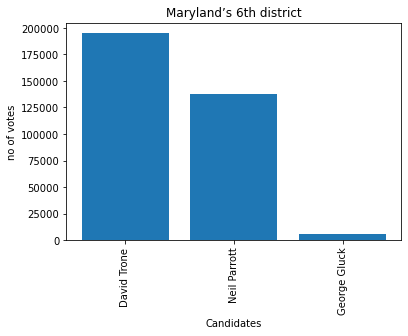 Maryland’s 6th district
200000
175000
150000
125000
100000
75000
50000
25000
0
no of votes
David Trone
Neil Parrott
George Gluck
Candidates